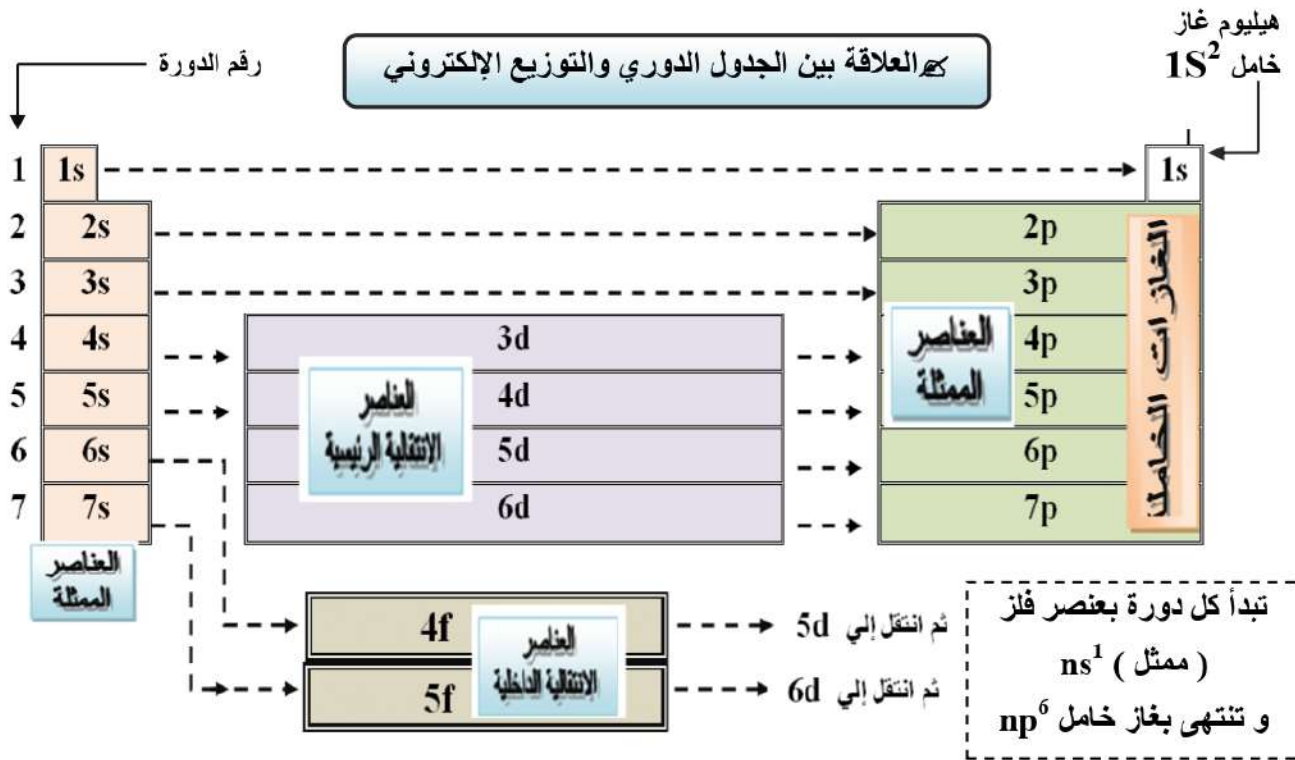 هيليوم غاز
خامل 1S²
✍العلاقة بين الجدول الدوري والتوزيع الإلكتروني
رقم الدورة
1 1s 1s
2 2s 2p
3 3s 3p
4 4s 3d 4p
5 5s 4d 5p
6 6s 5d 6p
7 7s 6d 7p
العناصر
الممثلة
العناصر
الانتقالية الرئيسية
العناصر
الممثلة
الغازات الخاملة
4f ثم انتقل إلي 5d
5f ثم انتقل إلي 6d
العناصر
الانتقالية الداخلية
تبدأ كل دورة بعنصر فلز
( ممثل ) ns¹
و تنتهى بغاز خامل np⁶